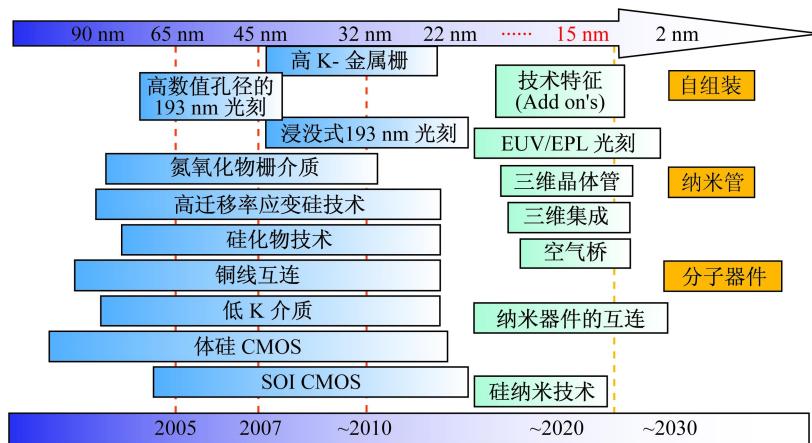 90 nm 65 nm 45 nm 32 nm 22 nm ...... 15 nm 2 nm
高 K- 金属栅
高数值孔径的
193 nm 光刻
技术特征
(Add on's)
自组装
浸没式193 nm 光刻
EUV/EPL 光刻
氮氧化物栅介质
三维晶体管
纳米管
高迁移率应变硅技术
三维集成
硅化物技术
空气桥
铜线互连
分子器件
低 K 介质
纳米器件的互连
体硅 CMOS
SOI CMOS
硅纳米技术
2005 2007 ~2010 ~2020 ~2030